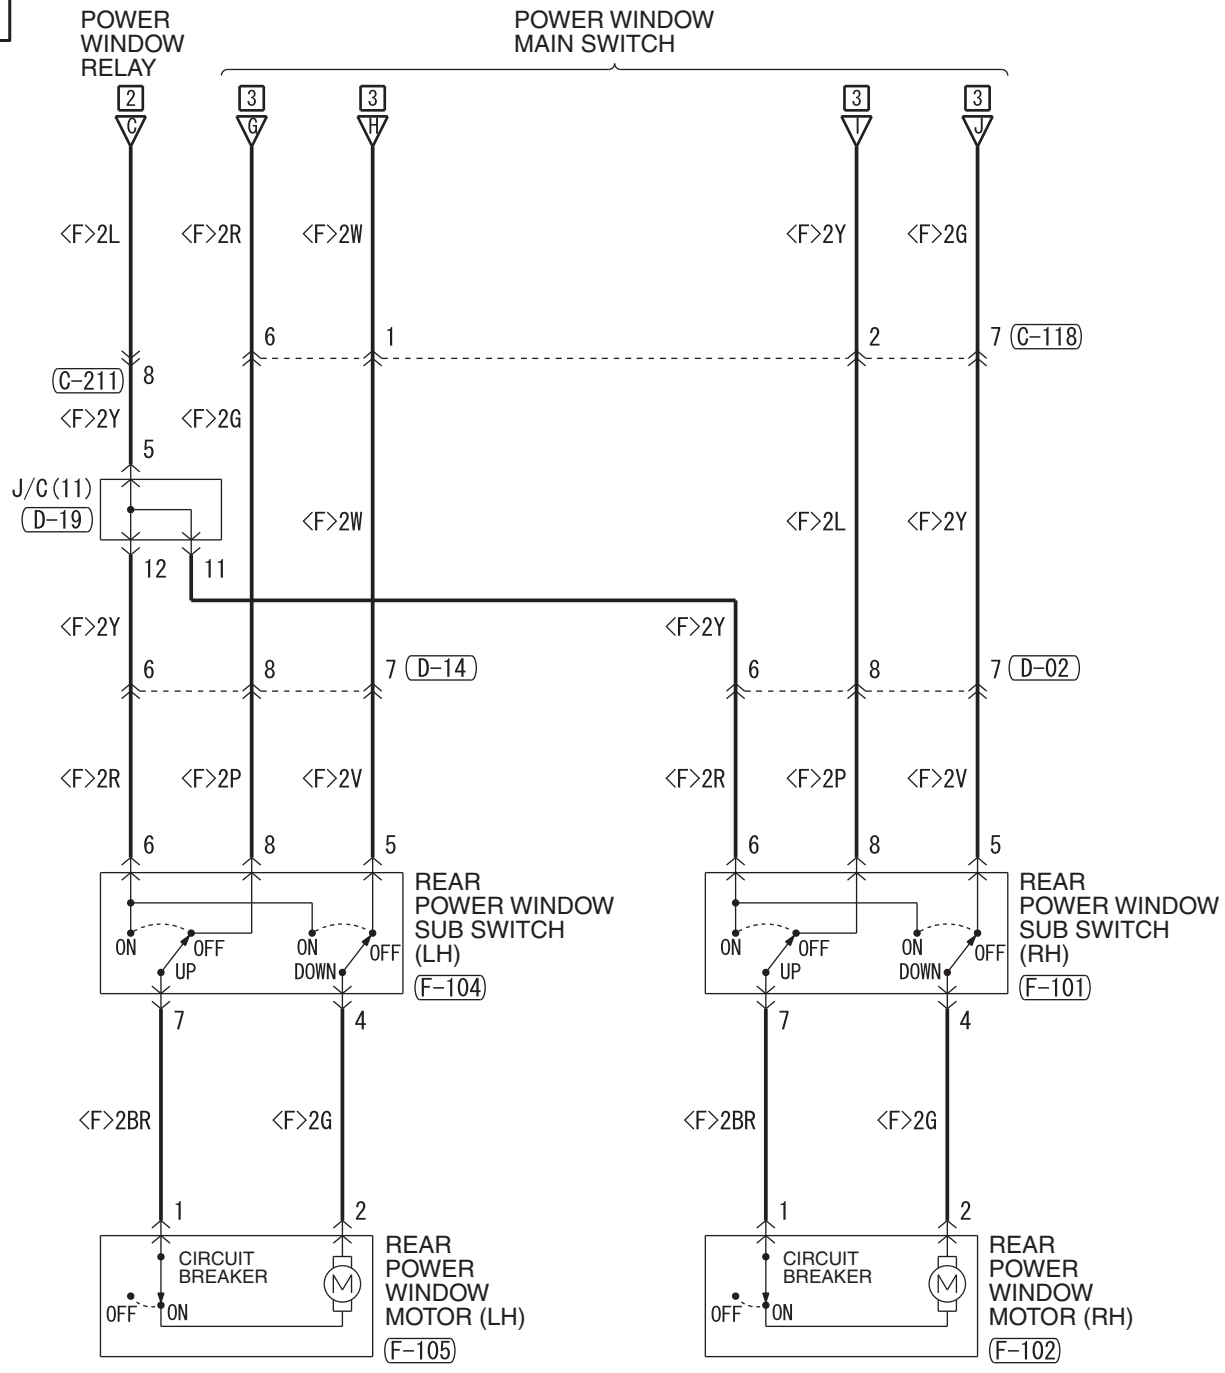 POWER
WINDOW
RELAY
POWER WINDOW
MAIN SWITCH
2 3 3 3 3
C G H I J
<F>2L <F>2R <F>2W <F>2Y <F>2G
6 1 2 7 C-118
C-211 8
<F>2Y <F>2G
5
J/C(11)
D-19
<F>2W <F>2L <F>2Y
12 11
<F>2Y <F>2Y
6 8 7 D-14 6 8 7 D-02
<F>2R <F>2P <F>2V <F>2R <F>2P <F>2V
6 8 5 6 8 5
REAR
POWER WINDOW
SUB SWITCH
(LH)
F-104
ON OFF ON OFF
UP DOWN
REAR
POWER WINDOW
SUB SWITCH
(RH)
F-101
ON OFF ON OFF
UP DOWN
7 4 7 4
<F>2BR <F>2G <F>2BR <F>2G
1 2 1 2
CIRCUIT
BREAKER
M
OFF ON
REAR
POWER
WINDOW
MOTOR (LH)
F-105
CIRCUIT
BREAKER
M
OFF ON
REAR
POWER
WINDOW
MOTOR (RH)
F-102